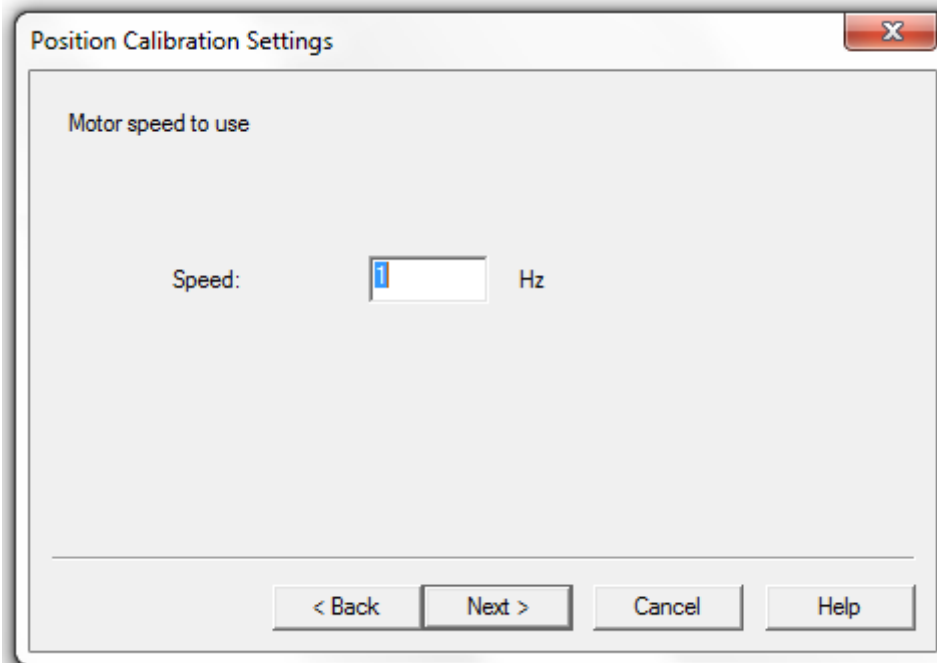 Position Calibration Settings
Motor speed to use
Speed: 1 Hz
< Back Next > Cancel Help